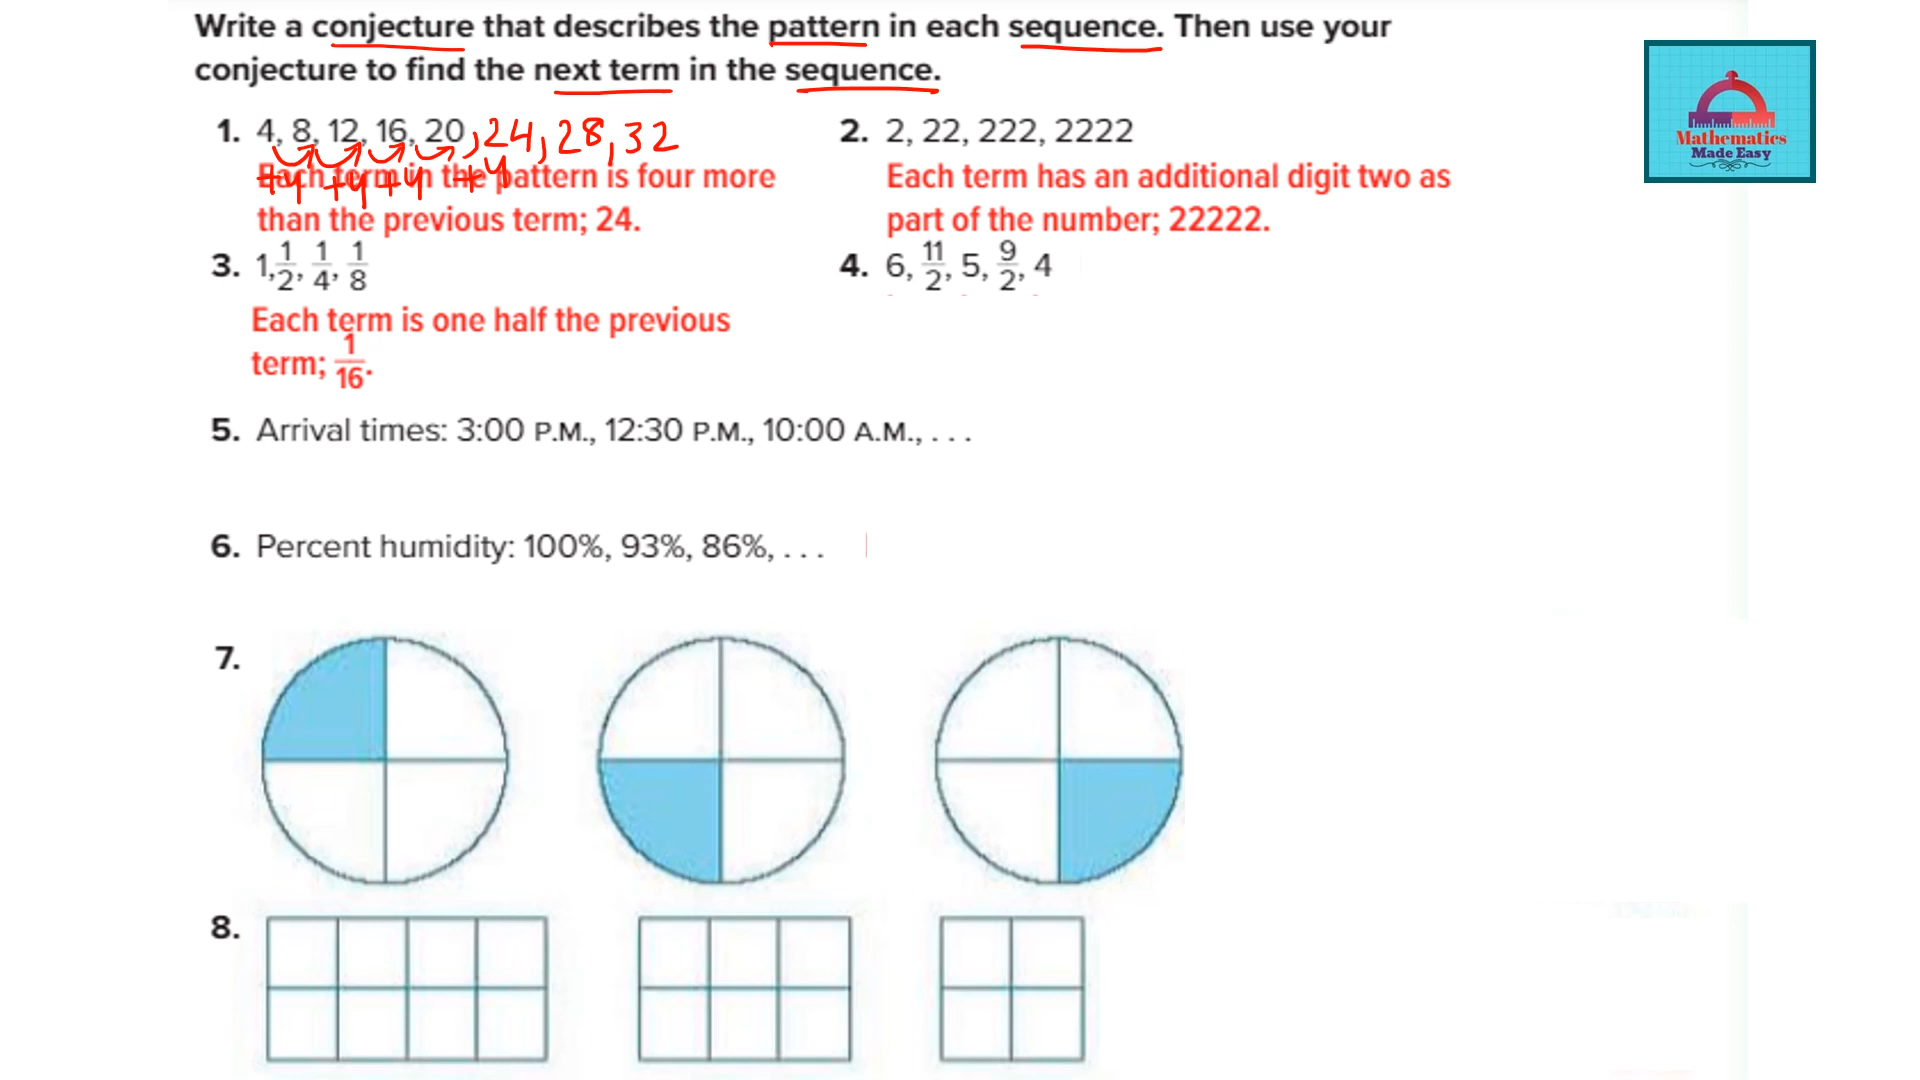 Write a conjecture that describes the pattern in each sequence. Then use your
conjecture to find the next term in the sequence.
1. 4, 8, 12, 16, 20, 24, 28, 32
+4 +4 +4 +4
Each term in the pattern is four more
than the previous term; 24.
2. 2, 22, 222, 2222
Each term has an additional digit two as
part of the number; 22222.
3. 1, 1/2, 1/4, 1/8
Each term is one half the previous
term; 1/16.
4. 6, 11/2, 5, 9/2, 4
5. Arrival times: 3:00 P.M., 12:30 P.M., 10:00 A.M., . . .
6. Percent humidity: 100%, 93%, 86%, . . .
7.
8.
Mathematics
Made Easy